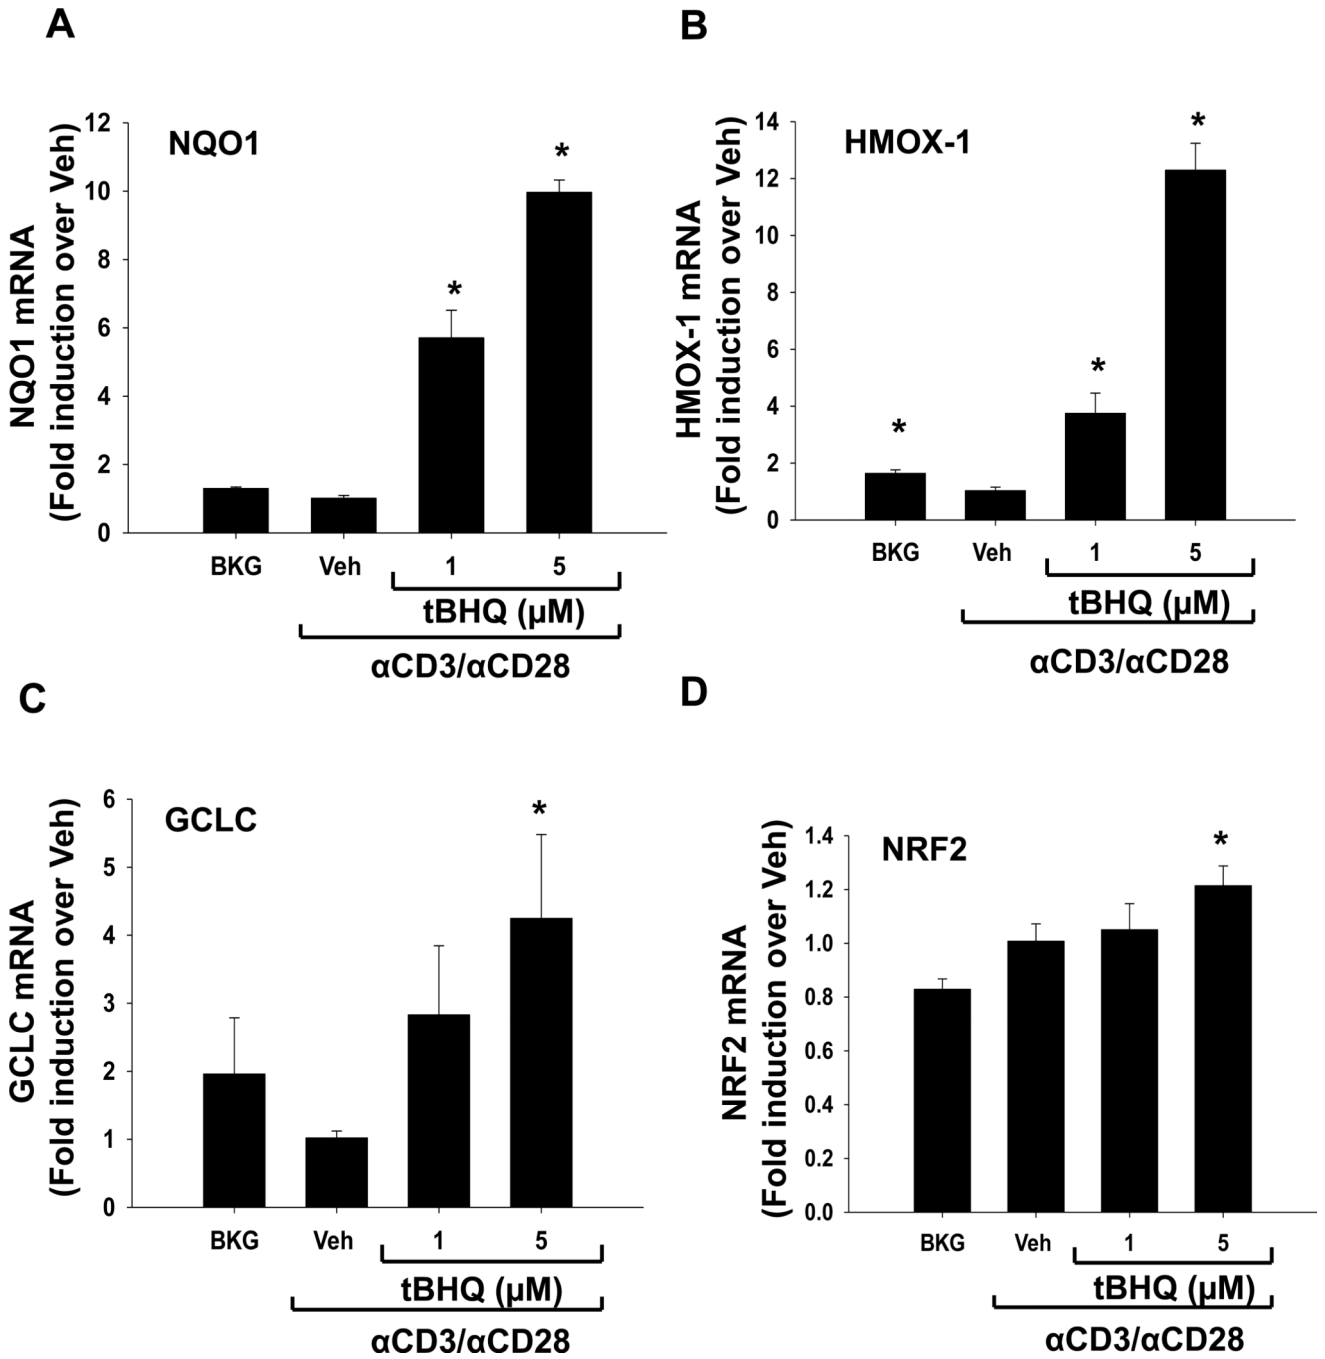 A
NQO1 mRNA
(Fold induction over Veh)
NQO1
12
10
8
6
4
2
0
*
*
BKG Veh 1 5
tBHQ (μM)
αCD3/αCD28
B
HMOX-1 mRNA
(Fold induction over Veh)
HMOX-1
14
12
10
8
6
4
2
0
*
*
*
BKG Veh 1 5
tBHQ (μM)
αCD3/αCD28
C
GCLC mRNA
(Fold induction over Veh)
GCLC
6
5
4
3
2
1
0
*
BKG Veh 1 5
tBHQ (μM)
αCD3/αCD28
D
NRF2 mRNA
(Fold induction over Veh)
NRF2
1.4
1.2
1.0
0.8
0.6
0.4
0.2
0.0
*
BKG Veh 1 5
tBHQ (μM)
αCD3/αCD28